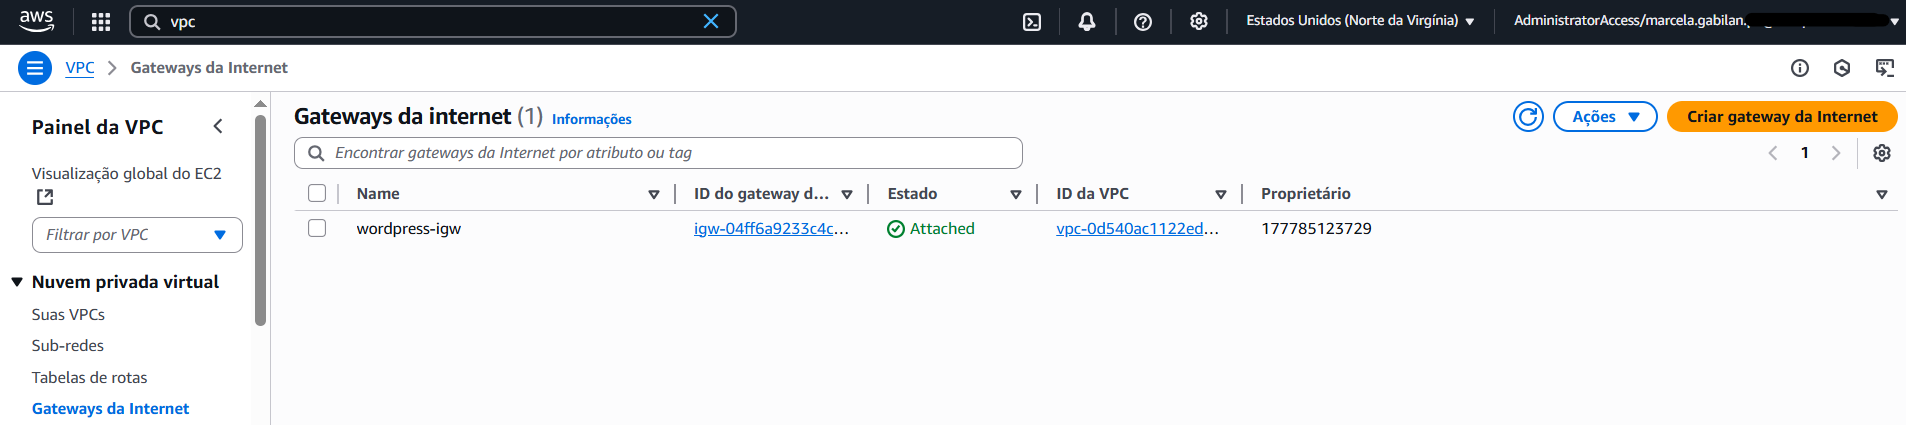 aws
vpc
Estados Unidos (Norte da Virgínia)
AdministratorAccess/marcela.gabilan.
VPC
Gateways da Internet
Painel da VPC
Visualização global do EC2
Filtrar por VPC
Nuvem privada virtual
Suas VPCs
Sub-redes
Tabelas de rotas
Gateways da Internet
Gateways da internet (1) Informações
Ações
Criar gateway da Internet
Encontrar gateways da Internet por atributo ou tag
1
Name ID do gateway d... Estado ID da VPC Proprietário
wordpress-igw igw-04ff6a9233c4c... Attached vpc-0d540ac1122ed... 177785123729